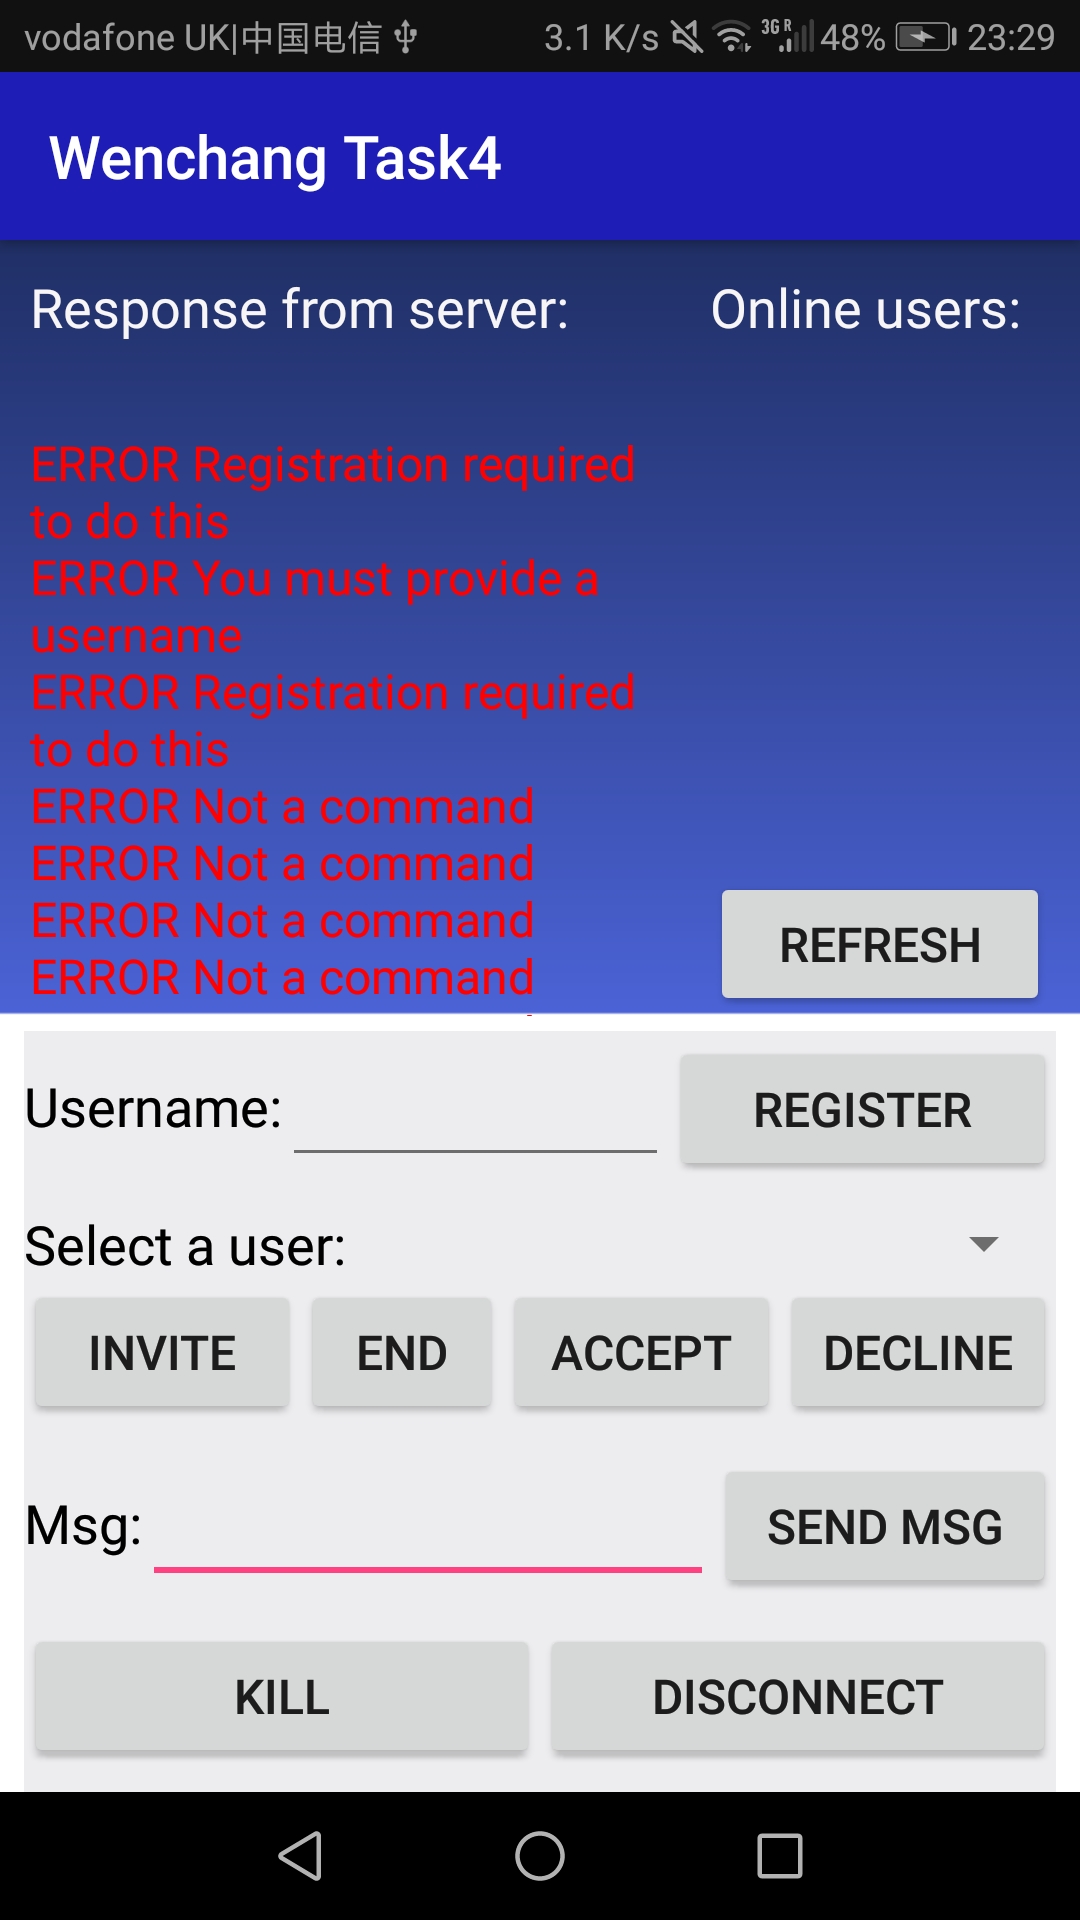 vodafone UK|中国电信 3.1 K/s 3G R 48% 23:29
Wenchang Task4
Response from server: Online users:
ERROR Registration required
to do this
ERROR You must provide a
username
ERROR Registration required
to do this
ERROR Not a command
ERROR Not a command
ERROR Not a command
ERROR Not a command
REFRESH
Username: REGISTER
Select a user:
INVITE END ACCEPT DECLINE
Msg: SEND MSG
KILL DISCONNECT